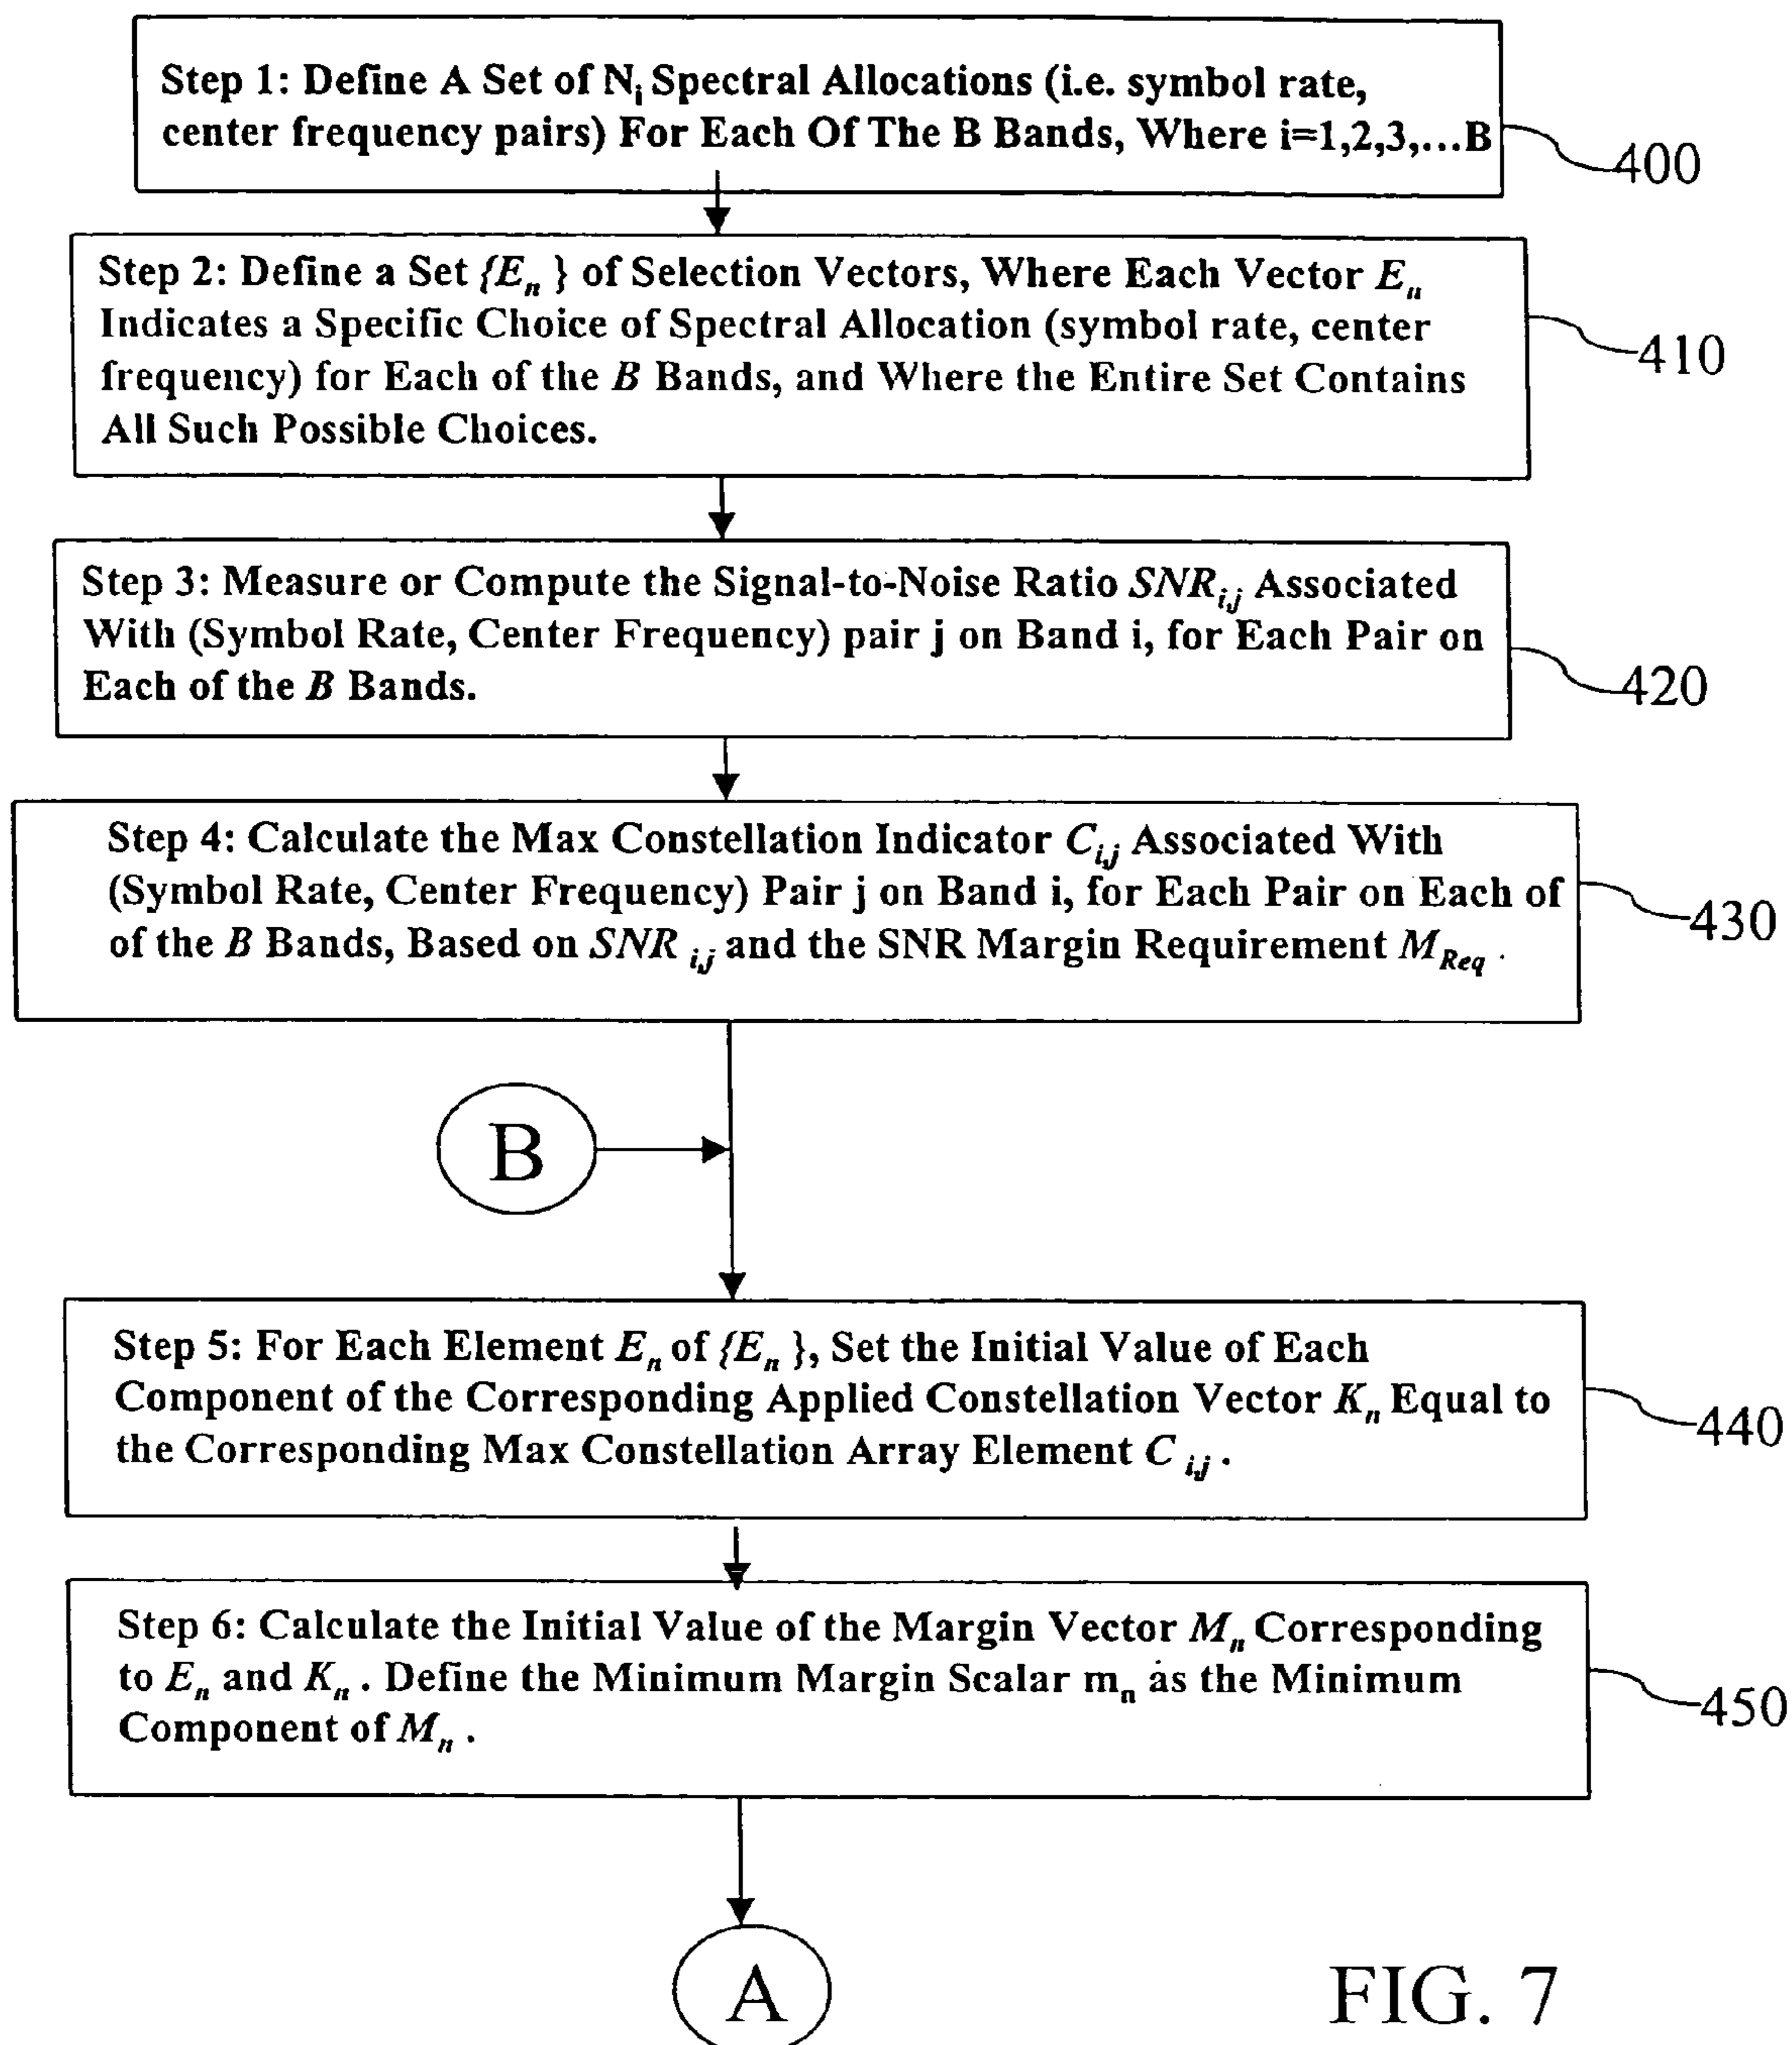 Step 1: Define A Set of Nᵢ Spectral Allocations (i.e. symbol rate,
center frequency pairs) For Each Of The B Bands, Where i=1,2,3,...B
400
Step 2: Define a Set {Eₙ } of Selection Vectors, Where Each Vector Eₙ
Indicates a Specific Choice of Spectral Allocation (symbol rate, center
frequency) for Each of the B Bands, and Where the Entire Set Contains
All Such Possible Choices.
410
Step 3: Measure or Compute the Signal-to-Noise Ratio SNR i,j Associated
With (Symbol Rate, Center Frequency) pair j on Band i, for Each Pair on
Each of the B Bands.
420
Step 4: Calculate the Max Constellation Indicator C i,j Associated With
(Symbol Rate, Center Frequency) Pair j on Band i, for Each Pair on Each of
of the B Bands, Based on SNR i,j and the SNR Margin Requirement M Req .
430
B
Step 5: For Each Element Eₙ of {Eₙ }, Set the Initial Value of Each
Component of the Corresponding Applied Constellation Vector Kₙ Equal to
the Corresponding Max Constellation Array Element C i,j .
440
Step 6: Calculate the Initial Value of the Margin Vector Mₙ Corresponding
to Eₙ and Kₙ . Define the Minimum Margin Scalar mₙ as the Minimum
Component of Mₙ .
450
A
FIG. 7